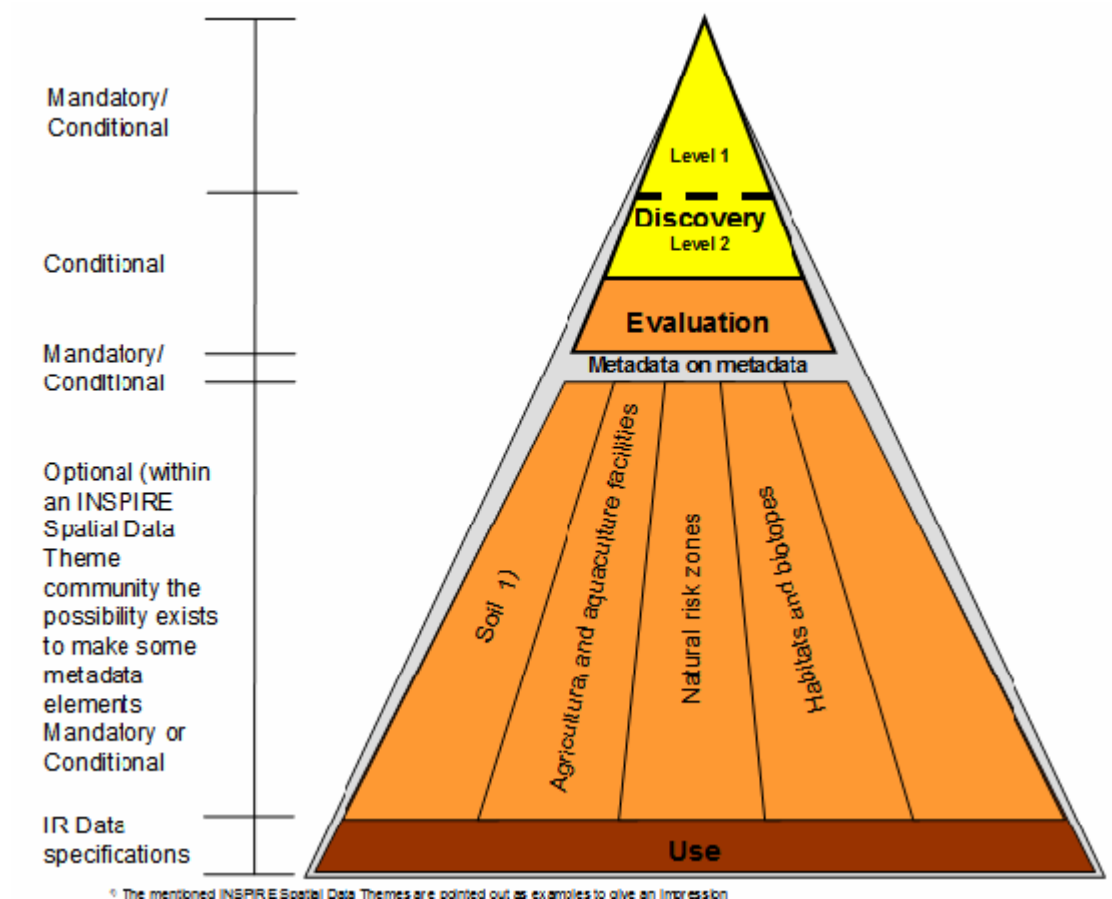 Mandatory/
Conditional
Level 1
Discovery
Level 2
Conditional
Evaluation
Mandatory/
Conditional
Metadata on metadata
Optional (within
an INSPIRE
Spatial Data
Theme
community the
possibility exists
to make some
metadata
elements
Mandatory or
Conditional
Soil 1)
Agricultura, and aquaculture facilities
Natural risk zones
Habitats and biotopes
IR Data
specifications
Use
The mentioned INSPIRE Spatial Data Themes are pointed out as examples to give an impression